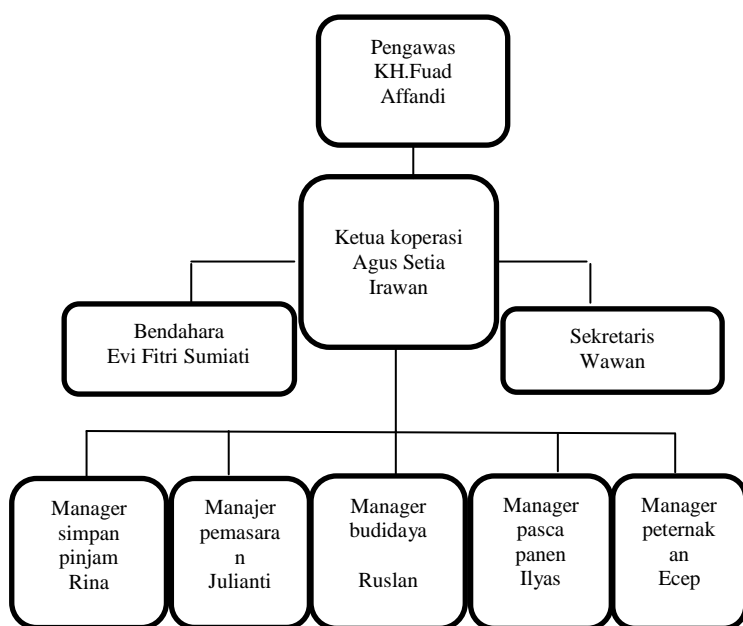 Pengawas
KH.Fuad
Affandi
Ketua koperasi
Agus Setia
Irawan
Bendahara
Evi Fitri Sumiati
Sekretaris
Wawan
Manager
simpan
pinjam
Rina
Manajer
pemasara
n
Julianti
Manager
budidaya
Ruslan
Manager
pasca
panen
Ilyas
Manager
peternak
an
Ecep